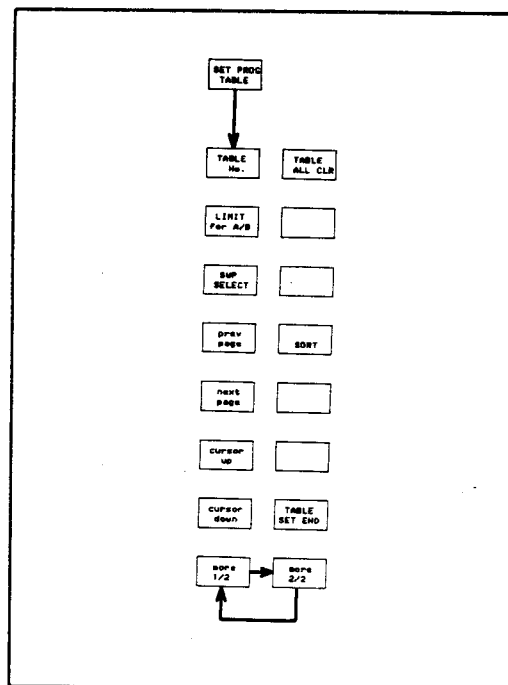 SET PROG
TABLE
TABLE
No.
TABLE
ALL CLR
LIMIT
for A/B
SWP
SELECT
prev
page
SORT
next
page
cursor
up
cursor
down
TABLE
SET END
more
1/2
more
2/2